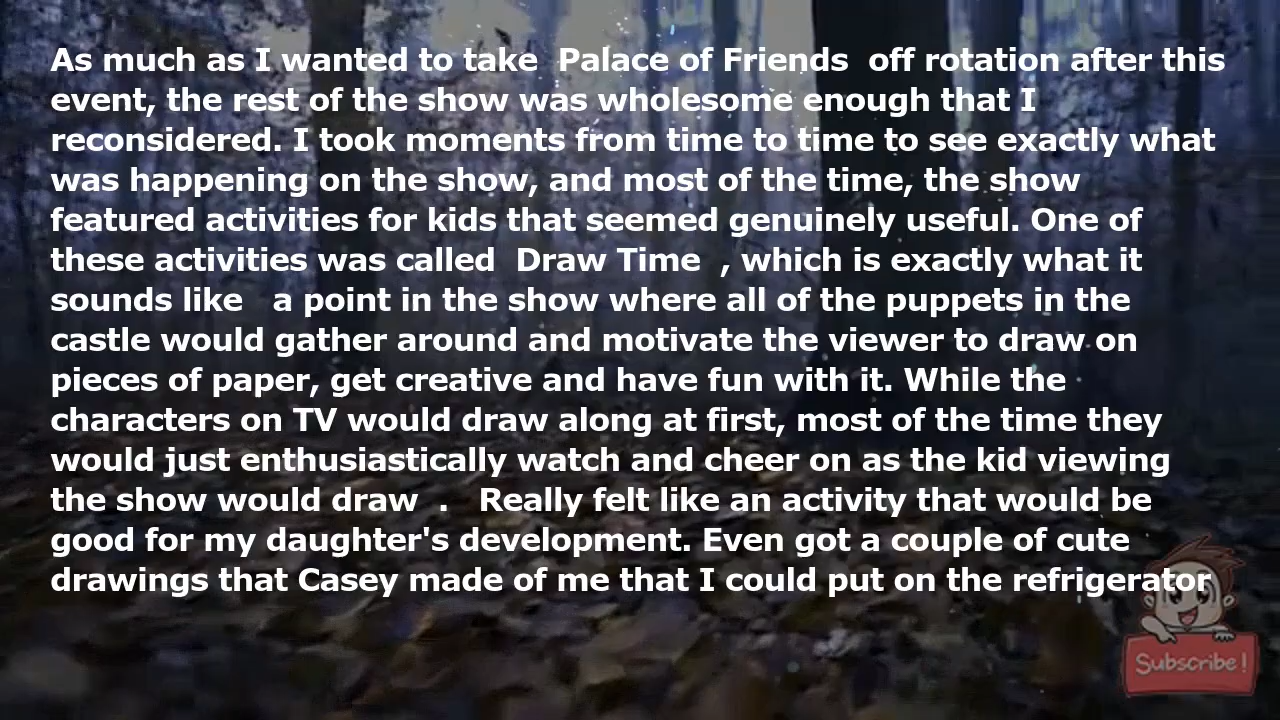 As much as I wanted to take  Palace of Friends  off rotation after this
event, the rest of the show was wholesome enough that I
reconsidered. I took moments from time to time to see exactly what
was happening on the show, and most of the time, the show
featured activities for kids that seemed genuinely useful. One of
these activities was called  Draw Time  , which is exactly what it
sounds like   a point in the show where all of the puppets in the
castle would gather around and motivate the viewer to draw on
pieces of paper, get creative and have fun with it. While the
characters on TV would draw along at first, most of the time they
would just enthusiastically watch and cheer on as the kid viewing
the show would draw  .   Really felt like an activity that would be
good for my daughter's development. Even got a couple of cute
drawings that Casey made of me that I could put on the refrigerator
Subscribe!